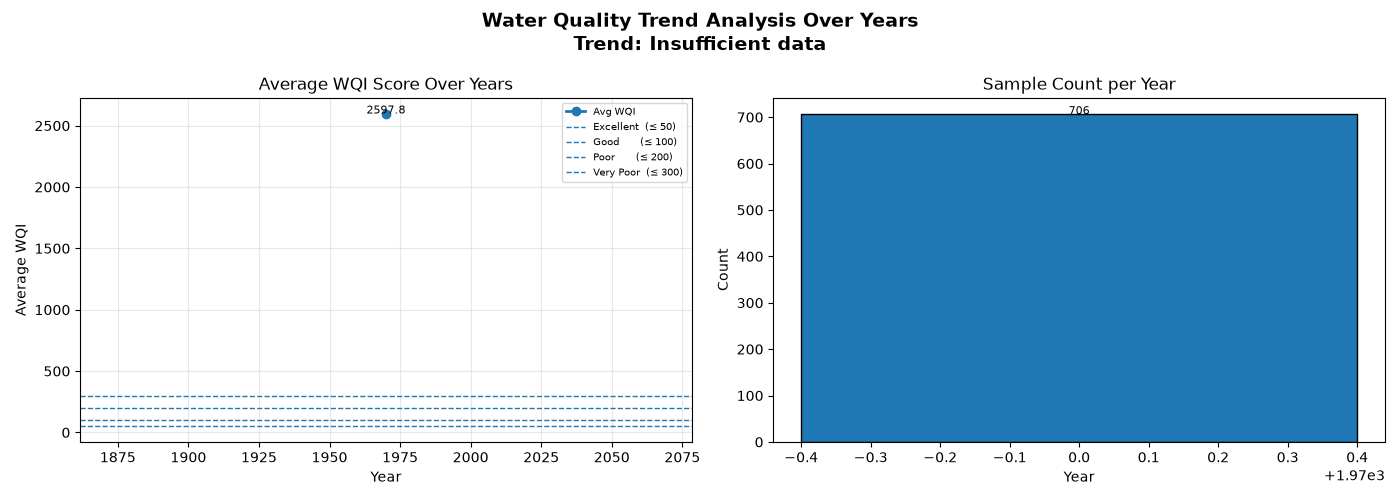 Water Quality Trend Analysis Over Years
Trend: Insufficient data
Average WQI Score Over Years
2597.8
Avg WQI
Excellent (≤ 50)
Good (≤ 100)
Poor (≤ 200)
Very Poor (≤ 300)
Average WQI
2500
2000
1500
1000
500
0
1875
1900
1925
1950
1975
2000
2025
2050
2075
Year
Sample Count per Year
706
Count
700
600
500
400
300
200
100
0
−0.4
−0.3
−0.2
−0.1
0.0
0.1
0.2
0.3
0.4
+1.97e3
Year